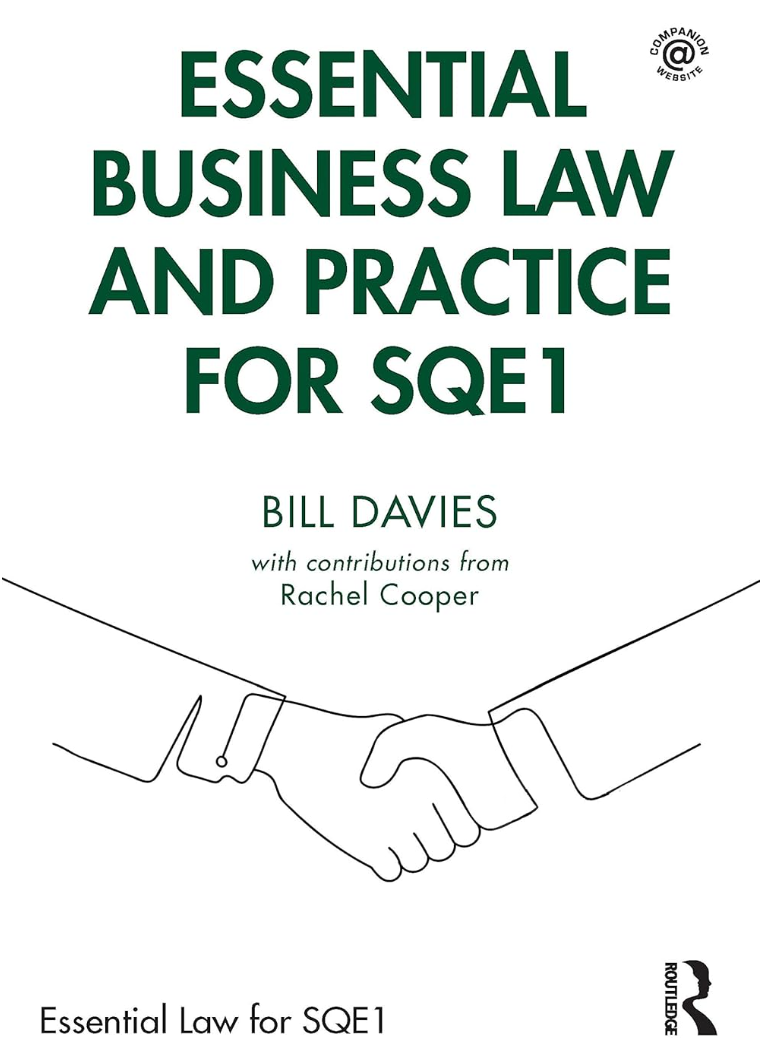 COMPANION
@
WEBSITE
ESSENTIAL
BUSINESS LAW
AND PRACTICE
FOR SQE1
BILL DAVIES
with contributions from
Rachel Cooper
Essential Law for SQE1
ROUTLEDGE